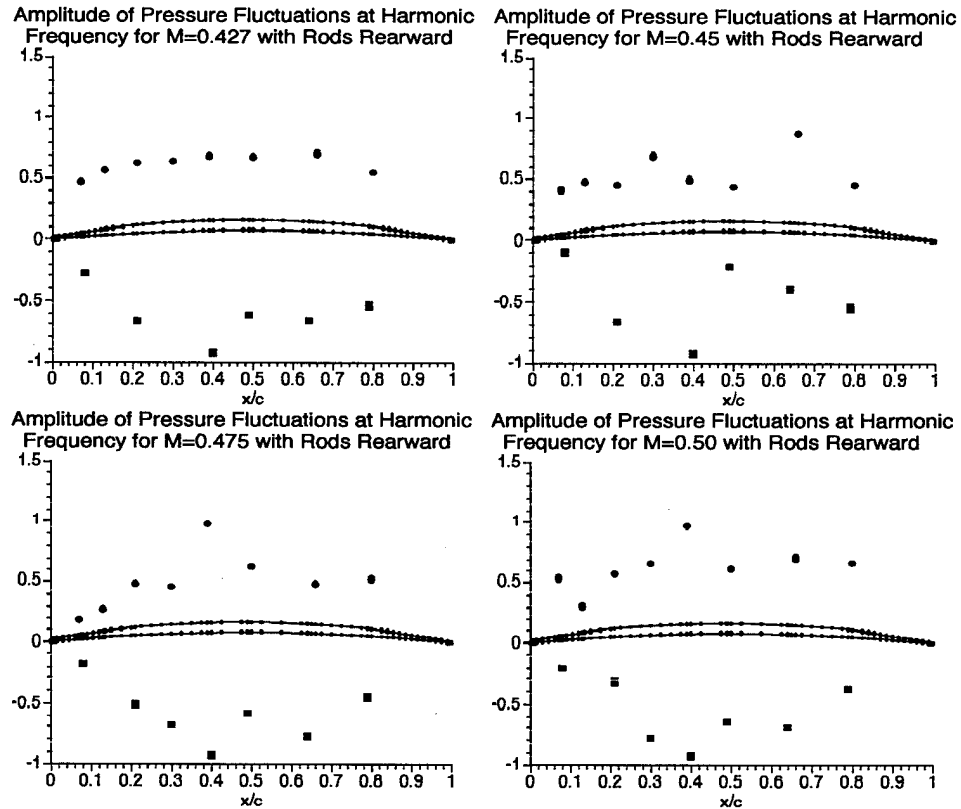 Amplitude of Pressure Fluctuations at Harmonic
Frequency for M=0.427 with Rods Rearward
1.5
1
0.5
0
-0.5
-1
0 0.1 0.2 0.3 0.4 0.5 0.6 0.7 0.8 0.9 1
x/c
Amplitude of Pressure Fluctuations at Harmonic
Frequency for M=0.45 with Rods Rearward
1.5
1
0.5
0
-0.5
-1
0 0.1 0.2 0.3 0.4 0.5 0.6 0.7 0.8 0.9 1
x/c
Amplitude of Pressure Fluctuations at Harmonic
Frequency for M=0.475 with Rods Rearward
1.5
1
0.5
0
-0.5
-1
0 0.1 0.2 0.3 0.4 0.5 0.6 0.7 0.8 0.9 1
x/c
Amplitude of Pressure Fluctuations at Harmonic
Frequency for M=0.50 with Rods Rearward
1.5
1
0.5
0
-0.5
-1
0 0.1 0.2 0.3 0.4 0.5 0.6 0.7 0.8 0.9 1
x/c